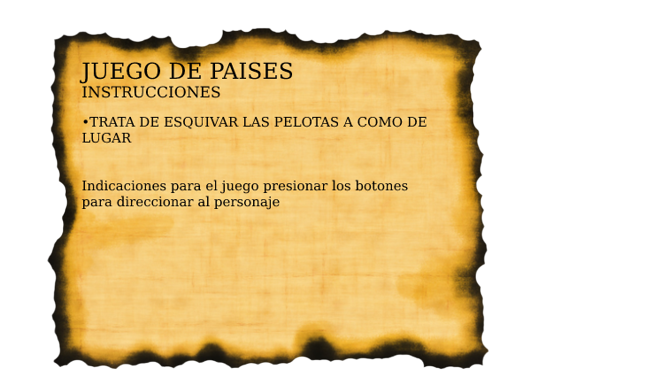 JUEGO DE PAISES
INSTRUCCIONES
•TRATA DE ESQUIVAR LAS PELOTAS A COMO DE
LUGAR
Indicaciones para el juego presionar los botones
para direccionar al personaje